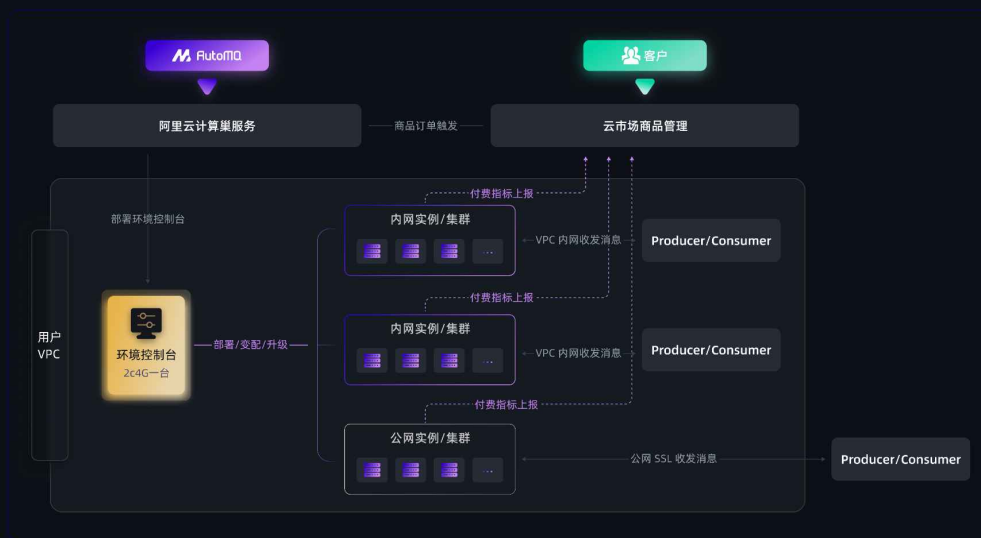 AutoMQ
客户
阿里云计算巢服务
商品订单触发
云市场商品管理
付费指标上报
部署环境控制台
内网实例/集群
...
VPC 内网收发消息
Producer/Consumer
用户
VPC
环境控制台
2c4G一台
部署/变配/升级
付费指标上报
内网实例/集群
...
VPC 内网收发消息
Producer/Consumer
付费指标上报
公网实例/集群
...
公网 SSL 收发消息
Producer/Consumer